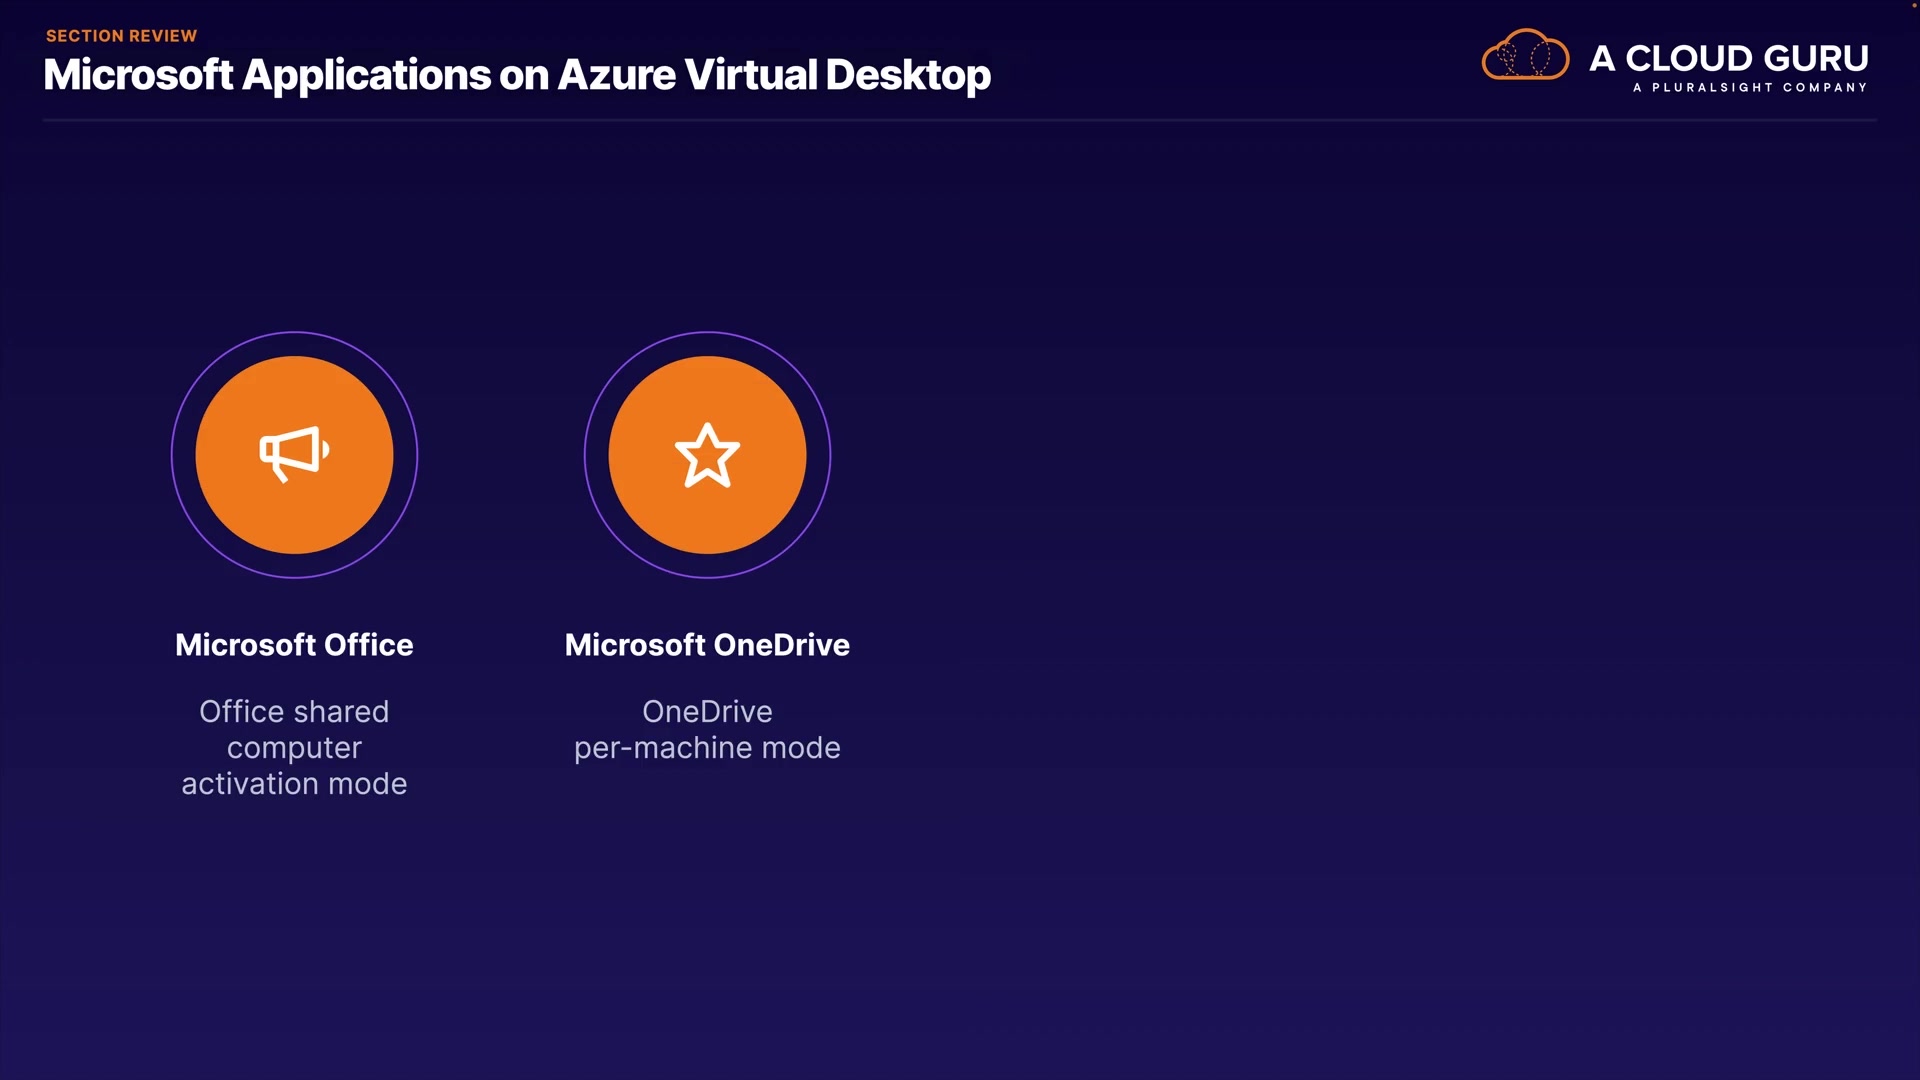 SECTION REVIEW
Microsoft Applications on Azure Virtual Desktop
A CLOUD GURU
A PLURALSIGHT COMPANY
Microsoft Office
Office shared
computer
activation mode
Microsoft OneDrive
OneDrive
per-machine mode